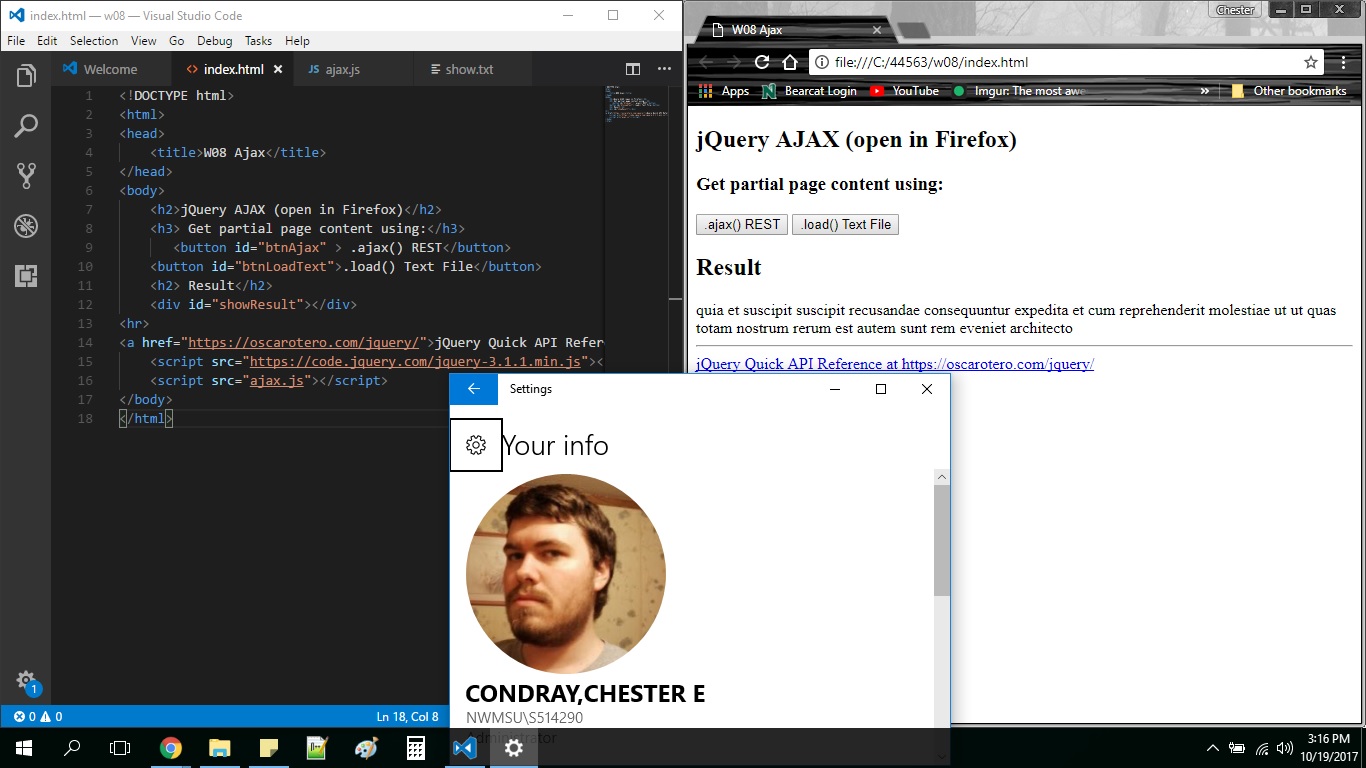 index.html — w08 — Visual Studio Code
File Edit Selection View Go Debug Tasks Help
Welcome
<> index.html
JS ajax.js
show.txt
1 <!DOCTYPE html>
2 <html>
3 <head>
4 <title>W08 Ajax</title>
5 </head>
6 <body>
7 <h2>jQuery AJAX (open in Firefox)</h2>
8 <h3> Get partial page content using:</h3>
9 <button id="btnAjax" > .ajax() REST</button>
10 <button id="btnLoadText">.load() Text File</button>
11 <h2> Result</h2>
12 <div id="showResult"></div>
13 <hr>
14 <a href="https://oscarotero.com/jquery/">jQuery Quick API Refer
15 <script src="https://code.jquery.com/jquery-3.1.1.min.js"><
16 <script src="ajax.js"></script>
17 </body>
18 </html>
1
0 0
Ln 18, Col 8
Chester
W08 Ajax
file:///C:/44563/w08/index.html
Apps Bearcat Login YouTube Imgur: The most awe » Other bookmarks
jQuery AJAX (open in Firefox)
Get partial page content using:
.ajax() REST .load() Text File
Result
quia et suscipit suscipit recusandae consequuntur expedita et cum reprehenderit molestiae ut ut quas
totam nostrum rerum est autem sunt rem eveniet architecto
jQuery Quick API Reference at https://oscarotero.com/jquery/
Settings
Your info
CONDRAY,CHESTER E
NWMSU\S514290
Administrator
3:16 PM
10/19/2017